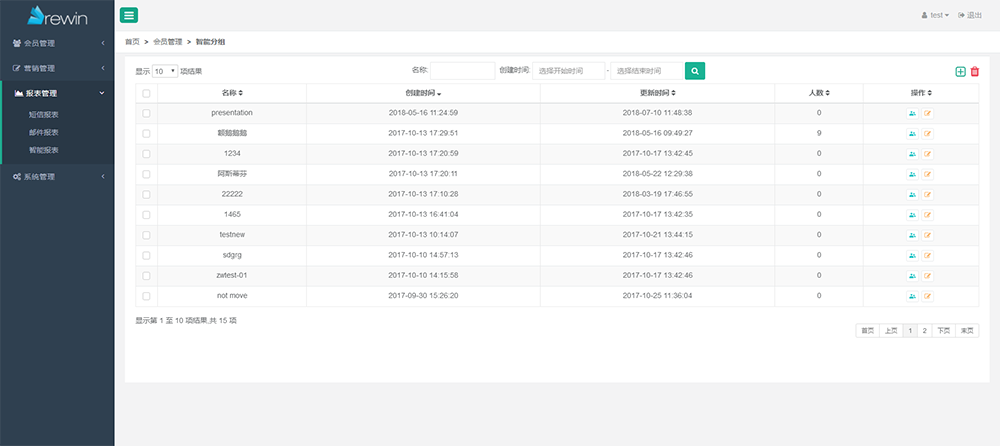 rewin
test
退出
会员管理
营销管理
报表管理
短信报表
邮件报表
智能报表
系统管理
首页 > 会员管理 > 智能分组
显示 10 项结果 名称: 创建时间: 选择开始时间 - 选择结束时间
名称 创建时间 更新时间 人数 操作
presentation 2018-05-16 11:24:59 2018-07-10 11:48:38 0
2017-10-13 17:29:51 2018-05-16 09:49:27 9
1234 2017-10-13 17:20:59 2017-10-17 13:42:45 0
阿斯蒂芬 2017-10-13 17:20:11 2018-05-22 12:29:38 0
22222 2017-10-13 17:10:28 2018-03-19 17:46:55 0
1465 2017-10-13 16:41:04 2017-10-17 13:42:35 0
testnew 2017-10-13 10:14:07 2017-10-21 13:44:15 0
sdgrg 2017-10-10 14:57:13 2017-10-17 13:42:46 0
zwtest-01 2017-10-10 14:15:58 2017-10-17 13:42:46 0
not move 2017-09-30 15:26:20 2017-10-25 11:36:04 0
显示第 1 至 10 项结果,共 15 项
首页 上页 1 2 下页 末页